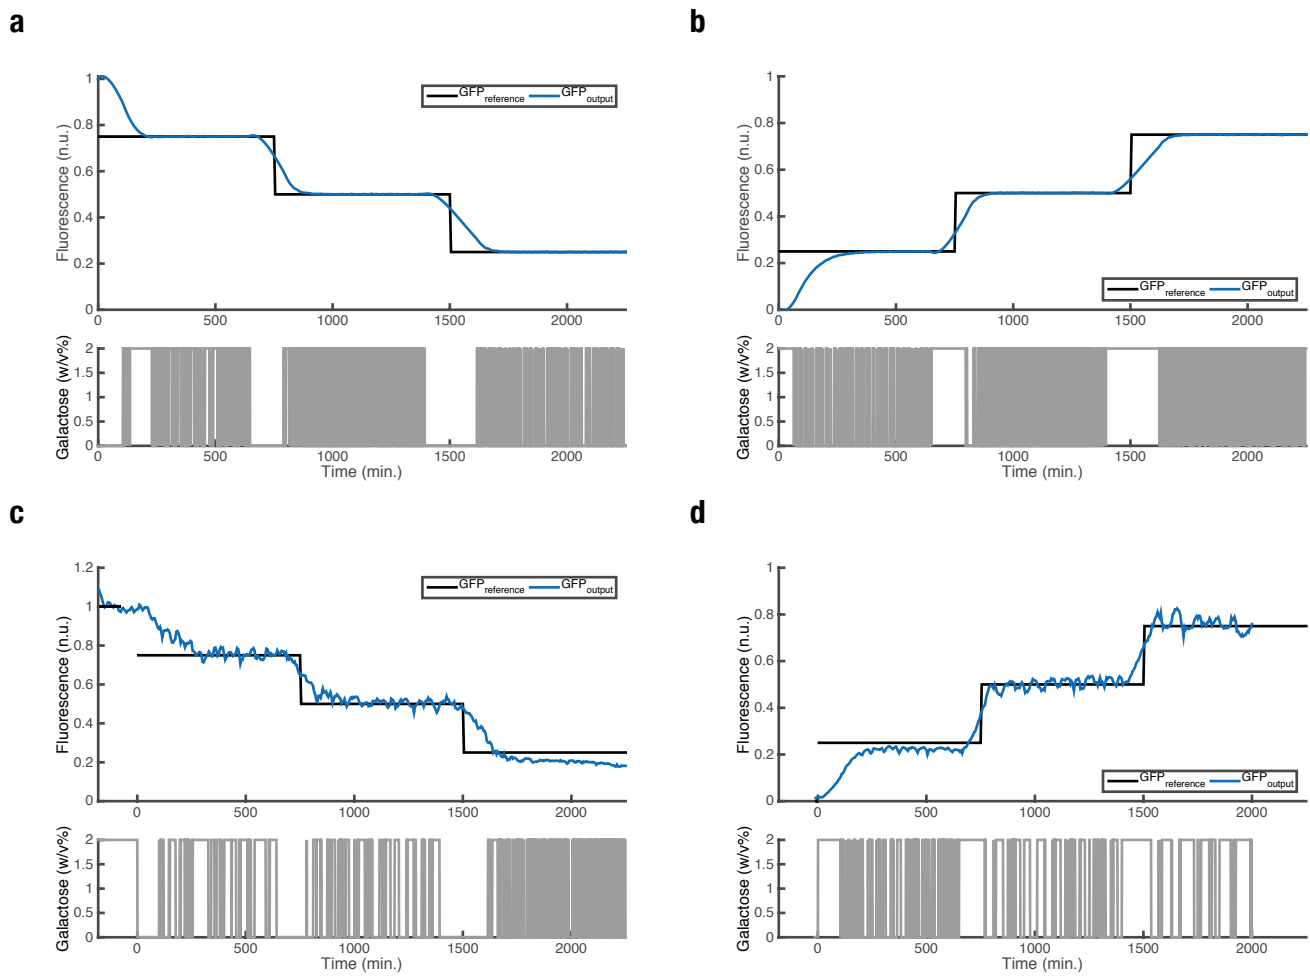 a
b
Fluorescence (n.u.)
1
0.8
0.6
0.4
0.2
0
GFPreference GFPoutput
0 500 1000 1500 2000
Galactose (w/v%)
2
1.5
1
0.5
0
0 500 1000 1500 2000
Time (min.)
Fluorescence (n.u.)
1
0.8
0.6
0.4
0.2
0
GFPreference GFPoutput
0 500 1000 1500 2000
Galactose (w/v%)
2
1.5
1
0.5
0
0 500 1000 1500 2000
Time (min.)
c
d
Fluorescence (n.u.)
1.2
1
0.8
0.6
0.4
0.2
0
GFPreference GFPoutput
0 500 1000 1500 2000
Galactose (w/v%)
2
1.5
1
0.5
0
0 500 1000 1500 2000
Time (min.)
Fluorescence (n.u.)
1
0.8
0.6
0.4
0.2
0
GFPreference GFPoutput
0 500 1000 1500 2000
Galactose (w/v%)
2
1.5
1
0.5
0
0 500 1000 1500 2000
Time (min.)